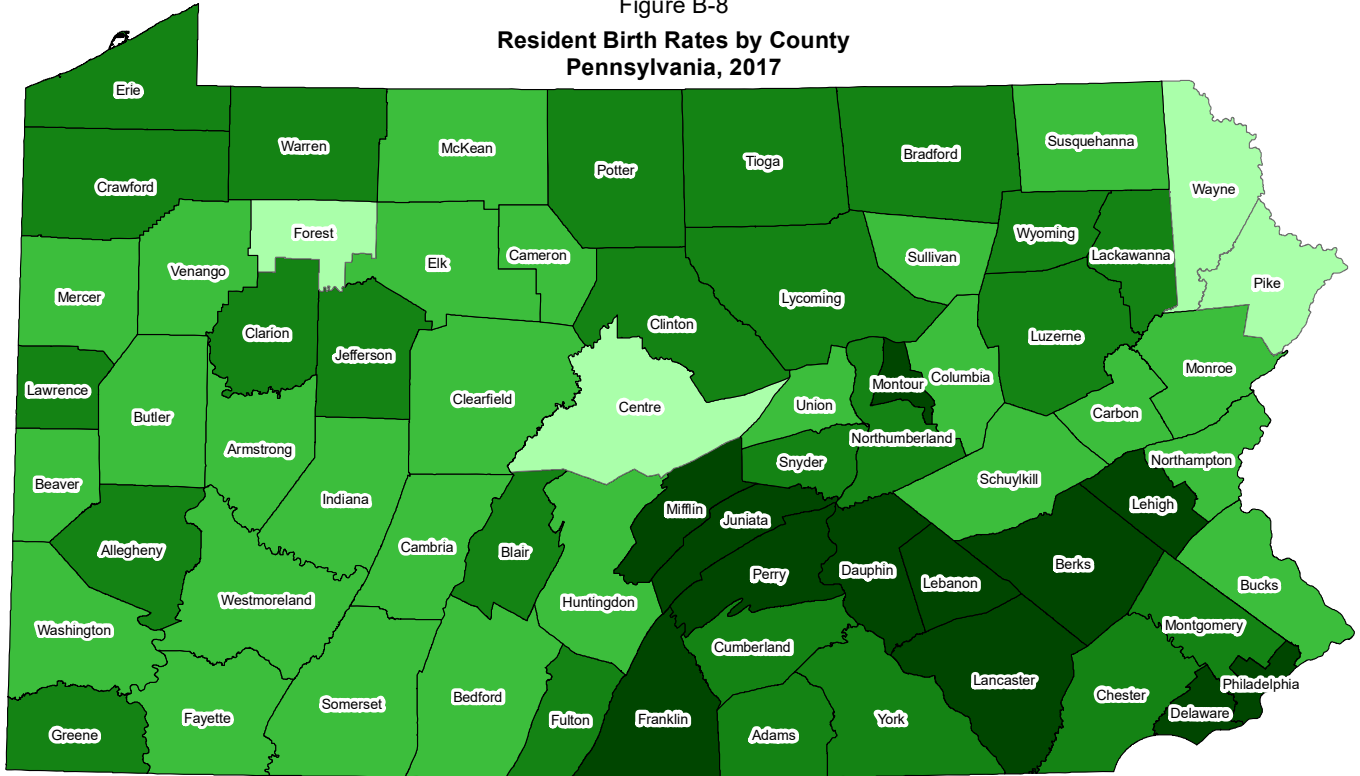 Figure B-8
Resident Birth Rates by County
Pennsylvania, 2017
Erie
Warren
McKean
Potter
Tioga
Bradford
Susquehanna
Wayne
Crawford
Forest
Venango
Elk
Cameron
Sullivan
Wyoming
Lackawanna
Pike
Mercer
Lycoming
Clarion
Jefferson
Clinton
Luzerne
Monroe
Lawrence
Butler
Clearfield
Centre
Union
Montour
Columbia
Carbon
Armstrong
Snyder
Northumberland
Northampton
Beaver
Indiana
Schuylkill
Lehigh
Mifflin
Juniata
Allegheny
Cambria
Blair
Perry
Dauphin
Lebanon
Berks
Bucks
Westmoreland
Huntingdon
Washington
Cumberland
Montgomery
Somerset
Bedford
Lancaster
Chester
Philadelphia
Greene
Fayette
Fulton
Franklin
Adams
York
Delaware